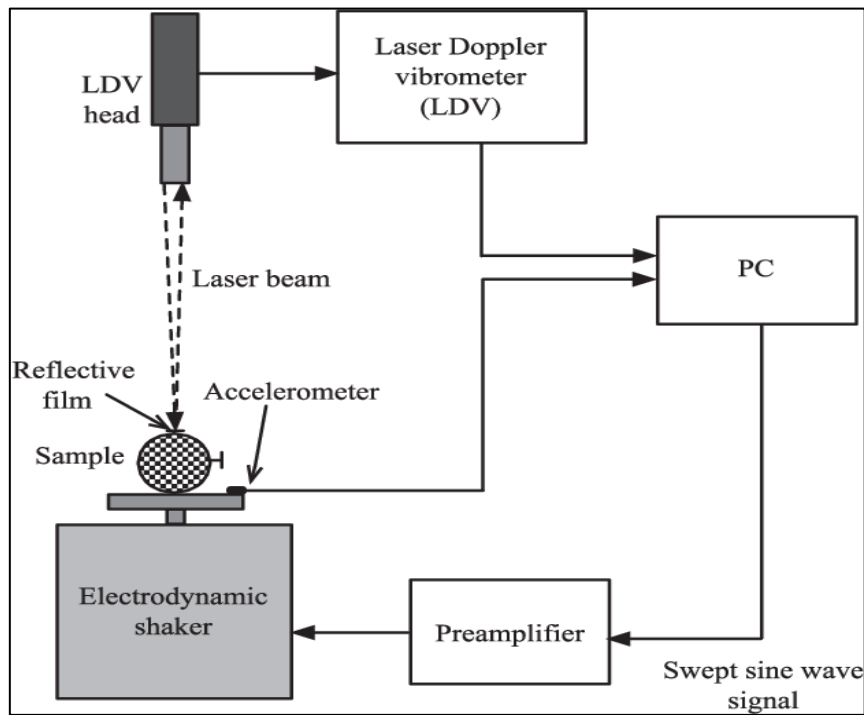 LDV
head
Laser Doppler
vibrometer
(LDV)
PC
Laser beam
Reflective
film
Accelerometer
Sample
Electrodynamic
shaker
Preamplifier
Swept sine wave
signal